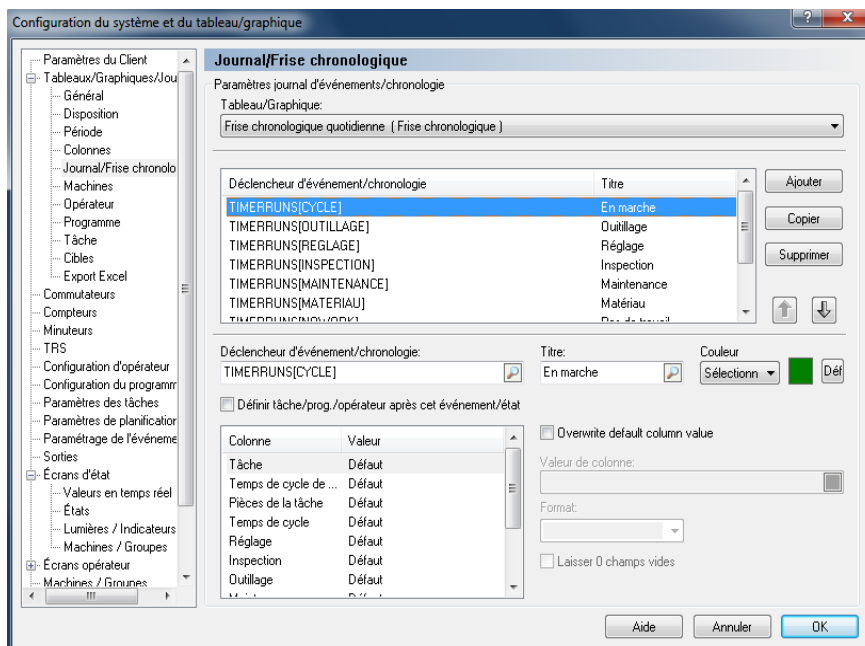 Configuration du système et du tableau/graphique
Paramètres du Client
Tableaux/Graphiques/Jou
Général
Disposition
Période
Colonnes
Journal/Frise chronolo
Machines
Opérateur
Programme
Tâche
Cibles
Export Excel
Commutateurs
Compteurs
Minuteurs
TRS
Configuration d'opérateur
Configuration du programm
Paramètres des tâches
Paramètres de planification
Paramétrage de l'événeme
Sorties
Écrans d'état
Valeurs en temps réel
États
Lumières / Indicateurs
Machines / Groupes
Écrans opérateur
Machines / Groupes
Journal/Frise chronologique
Paramètres journal d'événements/chronologie
Tableau/Graphique:
Frise chronologique quotidienne ( Frise chronologique )
Déclencheur d'événement/chronologie Titre
TIMERRUNS[CYCLE] En marche
TIMERRUNS[OUTILLAGE] Ouitillage
TIMERRUNS[REGLAGE] Réglage
TIMERRUNS[INSPECTION] Inspection
TIMERRUNS[MAINTENANCE] Maintenance
TIMERRUNS[MATERIAU] Matériau
TIMERRUNS[NOWORK] Pas de travail
Ajouter
Copier
Supprimer
Déclencheur d'événement/chronologie: Titre: Couleur
TIMERRUNS[CYCLE] En marche Sélectionn Déf
Définir tâche/prog./opérateur après cet événement/état
Colonne Valeur
Tâche Défaut
Temps de cycle de ... Défaut
Pièces de la tâche Défaut
Temps de cycle Défaut
Réglage Défaut
Inspection Défaut
Outillage Défaut
Overwrite default column value
Valeur de colonne:
Format:
Laisser 0 champs vides
Aide Annuler OK